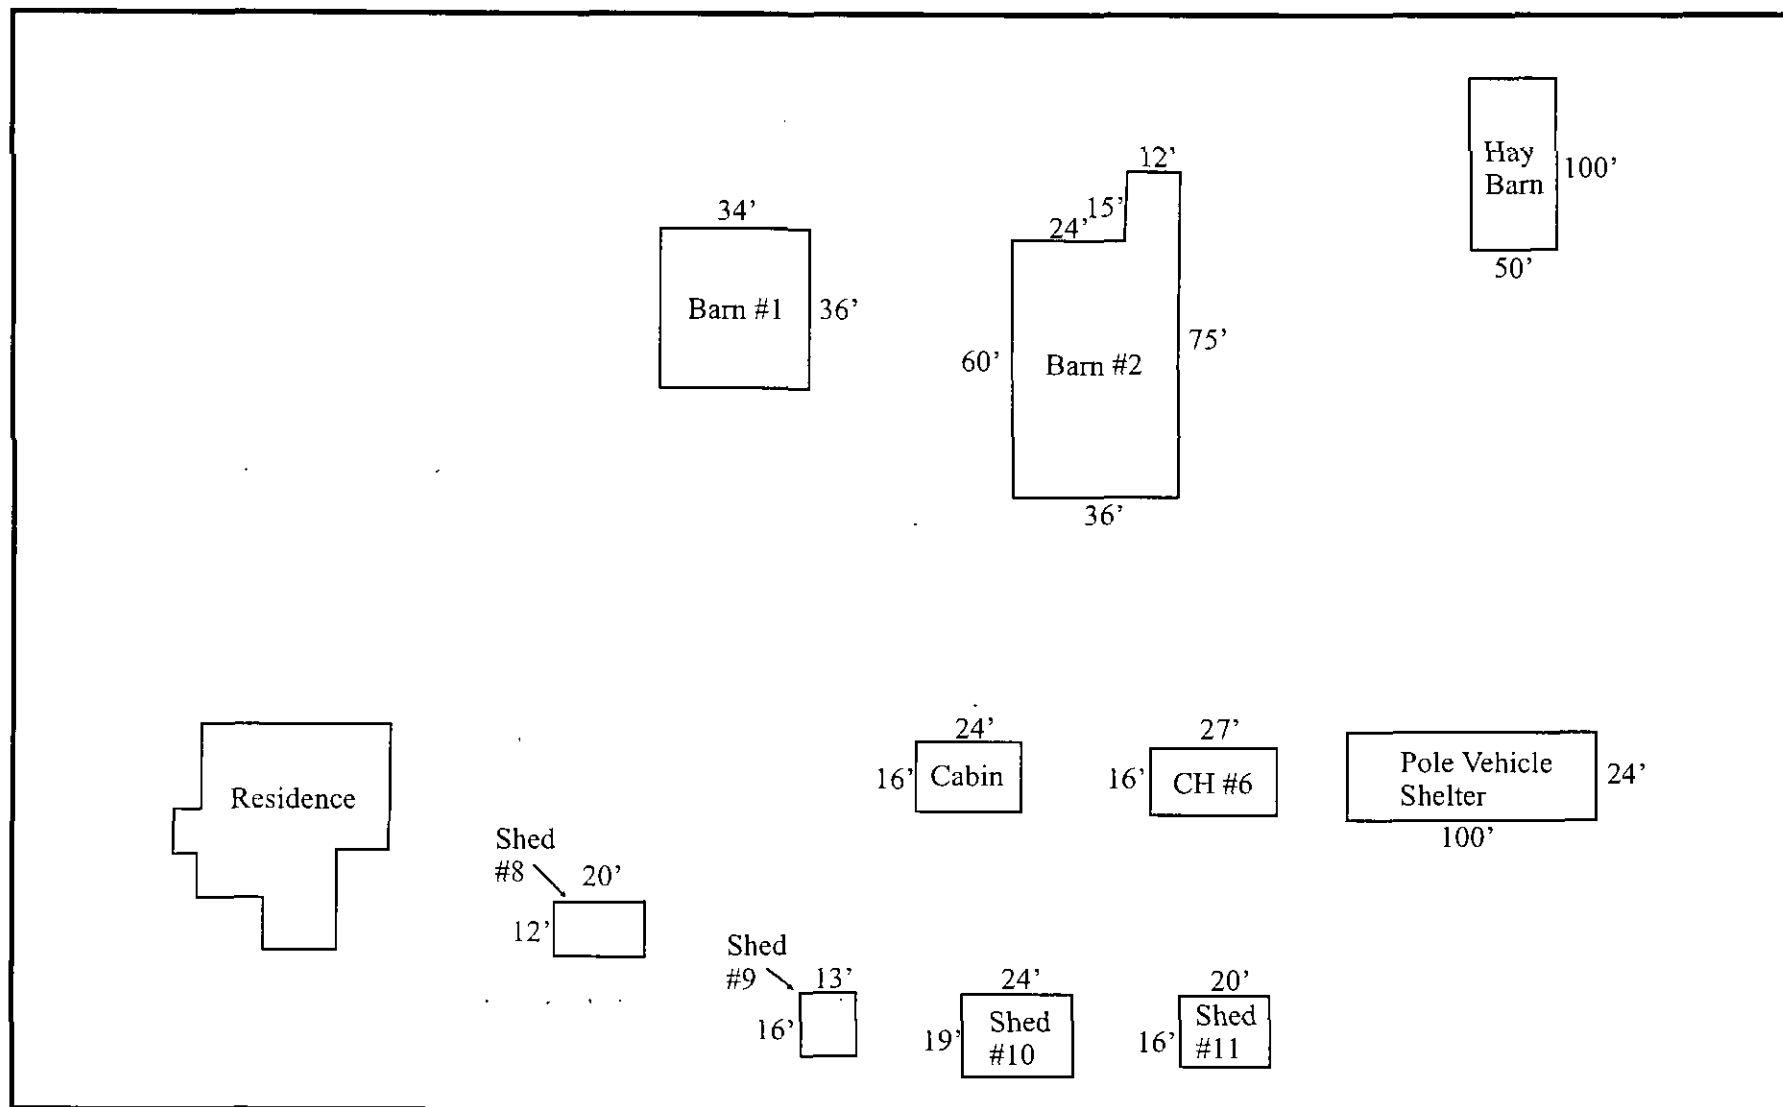 12'
Hay
Barn
100'
50'
34'
15'
24'
Barn #1
36'
60'
Barn #2
75'
36'
Residence
24'
16'
Cabin
27'
16'
CH #6
Pole Vehicle
Shelter
24'
100'
Shed
#8
20'
12'
Shed
#9
13'
16'
24'
19'
Shed
#10
20'
16'
Shed
#11